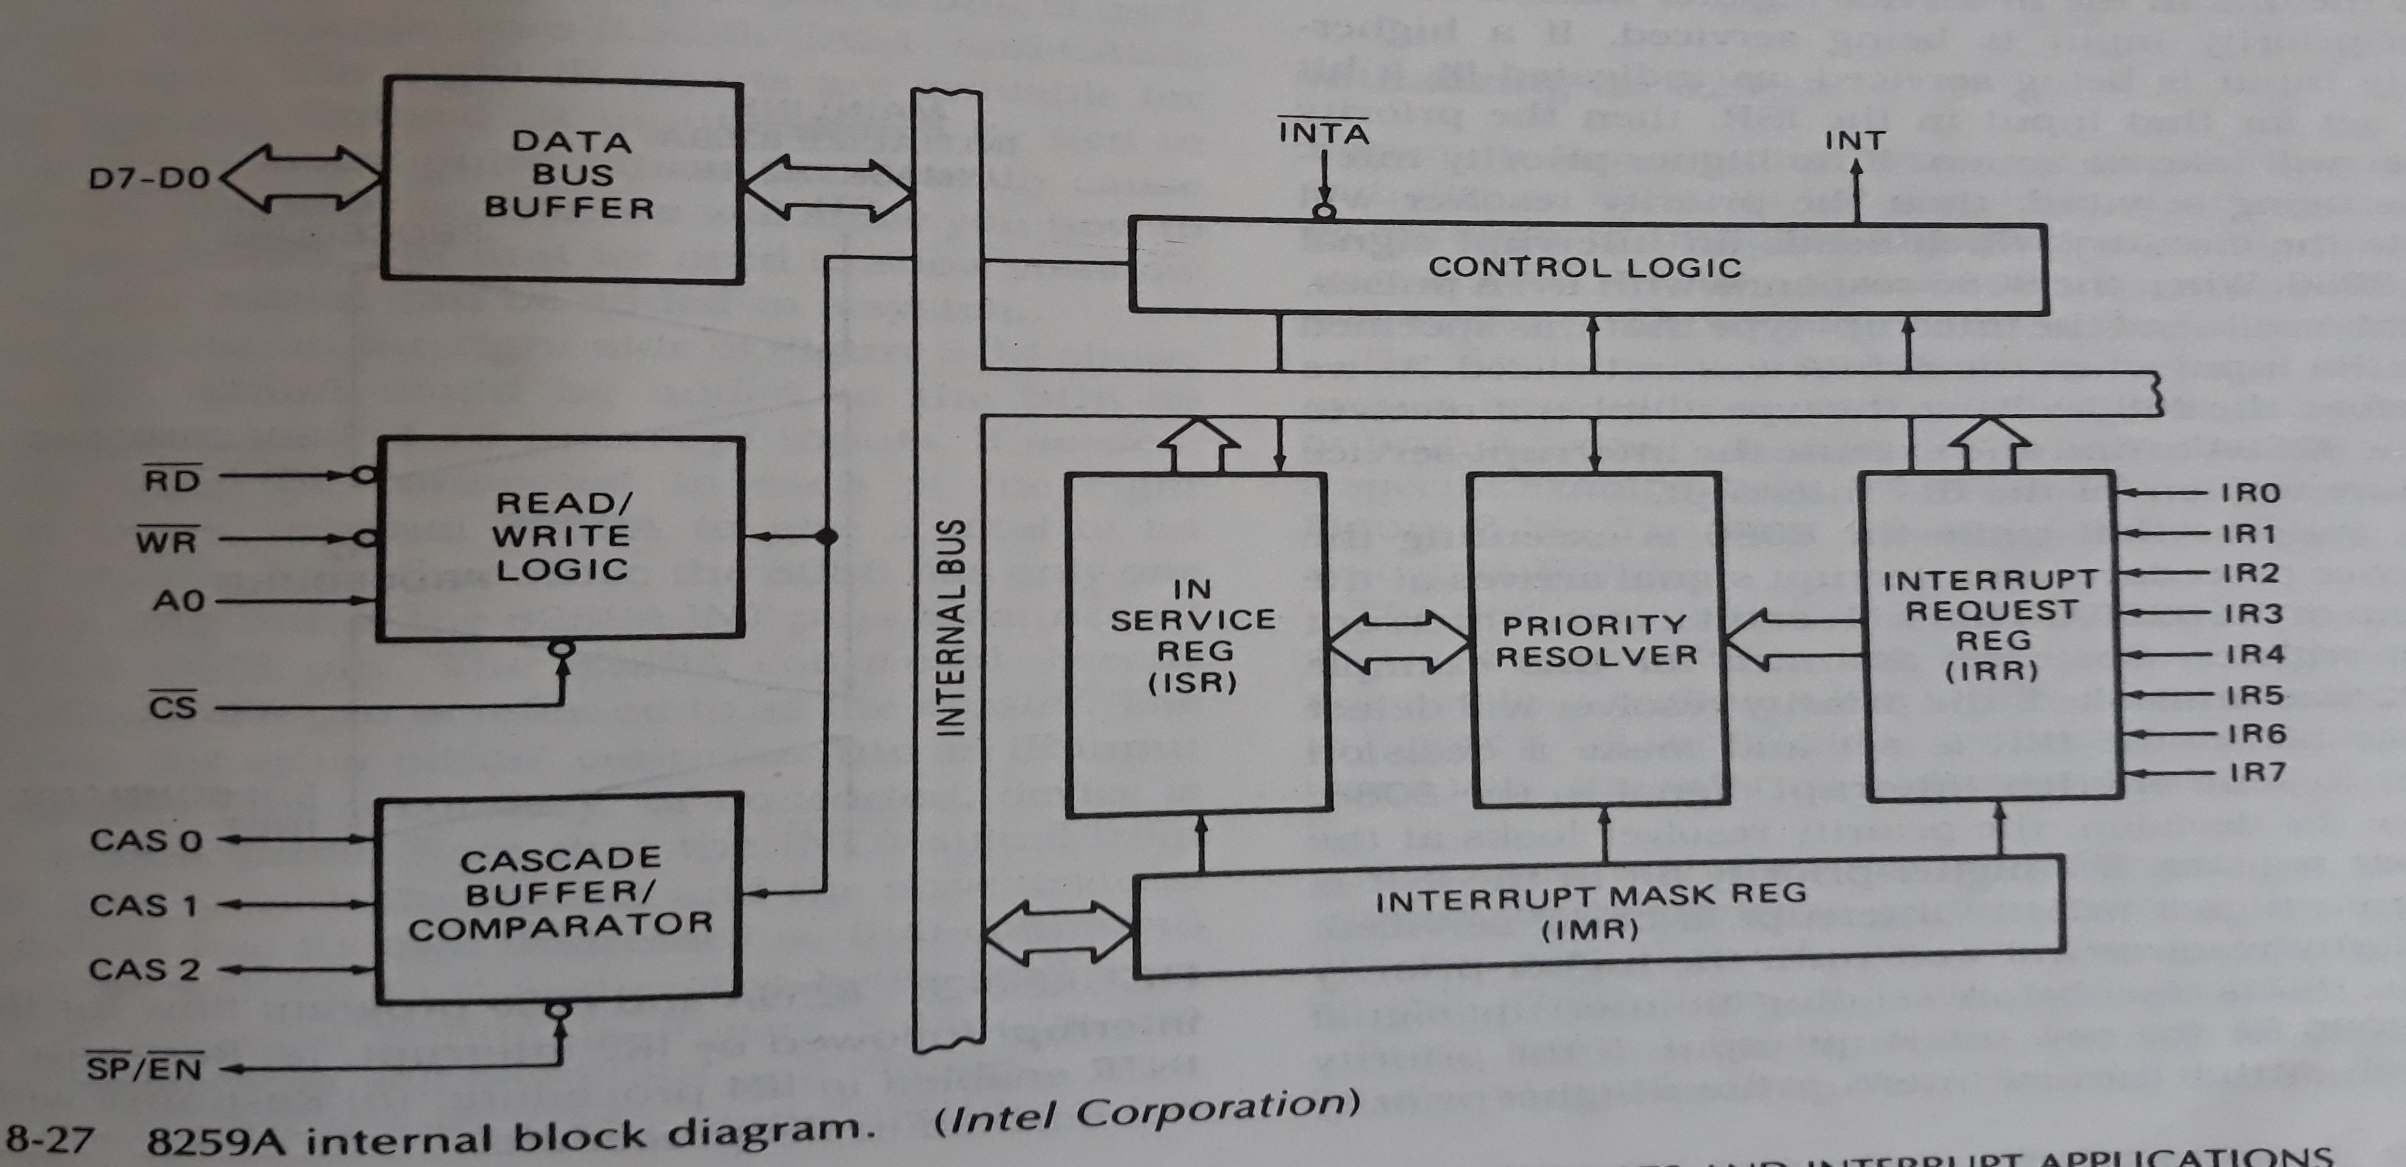 D7-D0
DATA
BUS
BUFFER
INTA
INT
CONTROL LOGIC
RD
WR
A0
CS
READ/
WRITE
LOGIC
INTERNAL BUS
IN
SERVICE
REG
(ISR)
PRIORITY
RESOLVER
INTERRUPT
REQUEST
REG
(IRR)
IR0
IR1
IR2
IR3
IR4
IR5
IR6
IR7
CAS 0
CAS 1
CAS 2
CASCADE
BUFFER/
COMPARATOR
SP/EN
INTERRUPT MASK REG
(IMR)
8-27 8259A internal block diagram. (Intel Corporation)
AND INTERRUPT APPLICATIONS